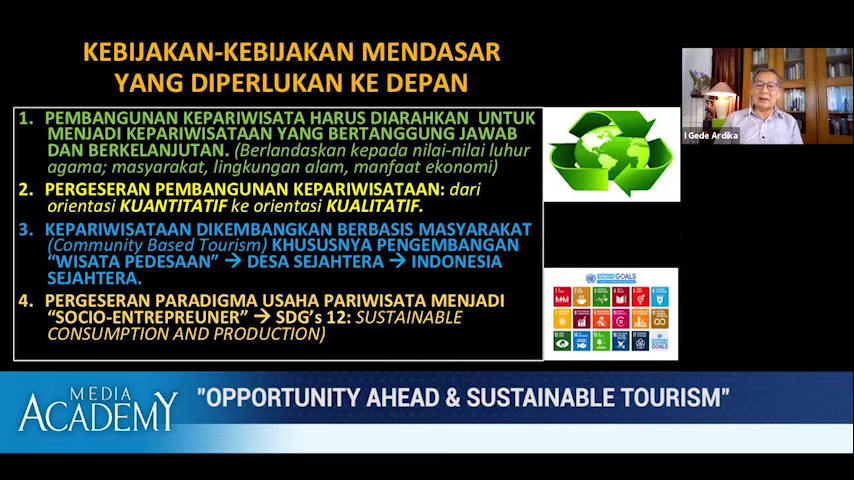 KEBIJAKAN-KEBIJAKAN MENDASAR
YANG DIPERLUKAN KE DEPAN
1. PEMBANGUNAN KEPARIWISATA HARUS DIARAHKAN UNTUK
MENJADI KEPARIWISATAAN YANG BERTANGGUNG JAWAB
DAN BERKELANJUTAN. (Berlandaskan kepada nilai-nilai luhur
agama; masyarakat, lingkungan alam, manfaat ekonomi)
2. PERGESERAN PEMBANGUNAN KEPARIWISATAAN: dari
orientasi KUANTITATIF ke orientasi KUALITATIF.
3. KEPARIWISATAAN DIKEMBANGKAN BERBASIS MASYARAKAT
(Community Based Tourism) KHUSUSNYA PENGEMBANGAN
“WISATA PEDESAAN” → DESA SEJAHTERA → INDONESIA
SEJAHTERA.
4. PERGESERAN PARADIGMA USAHA PARIWISATA MENJADI
“SOCIO-ENTREPREUNER” → SDG’s 12: SUSTAINABLE
CONSUMPTION AND PRODUCTION)
I Gede Ardika
GOALS
MEDIA
ACADEMY
"OPPORTUNITY AHEAD & SUSTAINABLE TOURISM"